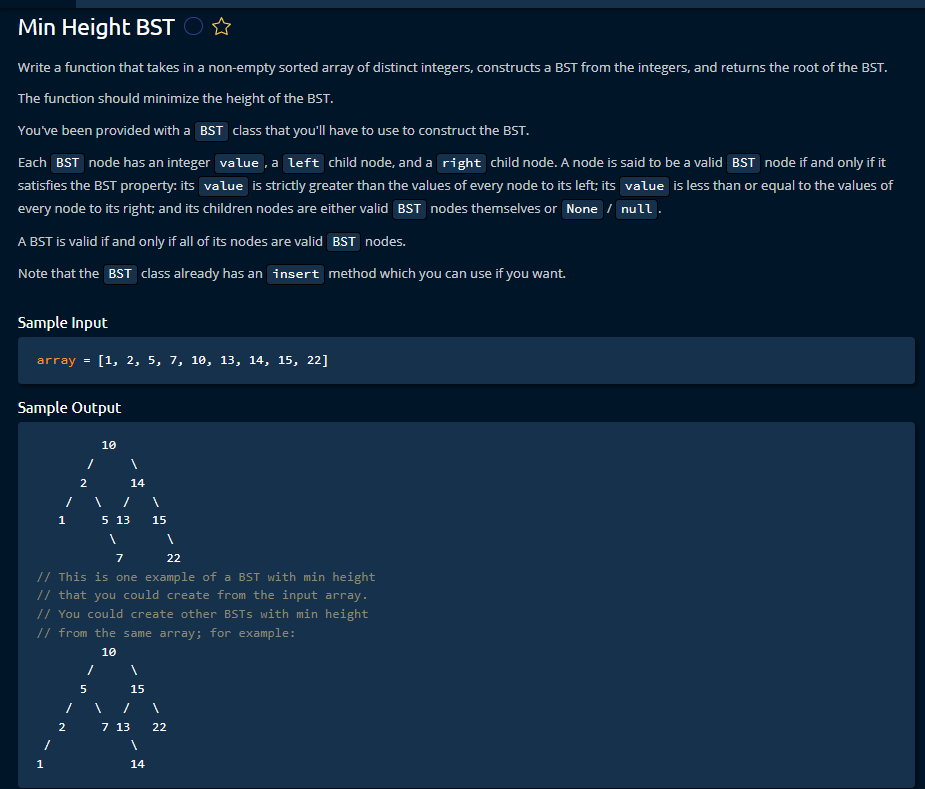 Min Height BST
Write a function that takes in a non-empty sorted array of distinct integers, constructs a BST from the integers, and returns the root of the BST.
The function should minimize the height of the BST.
You've been provided with a BST class that you'll have to use to construct the BST.
Each BST node has an integer value, a left child node, and a right child node. A node is said to be a valid BST node if and only if it
satisfies the BST property: its value is strictly greater than the values of every node to its left; its value is less than or equal to the values of
every node to its right; and its children nodes are either valid BST nodes themselves or None / null.
A BST is valid if and only if all of its nodes are valid BST nodes.
Note that the BST class already has an insert method which you can use if you want.
Sample Input
array = [1, 2, 5, 7, 10, 13, 14, 15, 22]
Sample Output
         10
       /     \
      2      14
    /   \   /   \
   1     5 13   15
          \       \
           7      22
// This is one example of a BST with min height
// that you could create from the input array.
// You could create other BSTs with min height
// from the same array; for example:
         10
       /     \
      5      15
    /   \   /   \
   2     7 13   22
 /           \
1            14